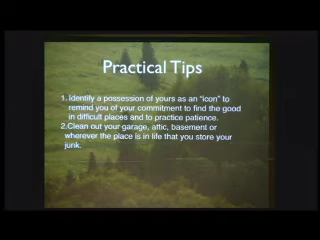 Practical Tips
1. Identify a possession of yours as an "icon" to
remind you of your commitment to find the good
in difficult places and to practice patience.
2.Clean out your garage, attic, basement or
wherever the place is in life that you store your
junk.